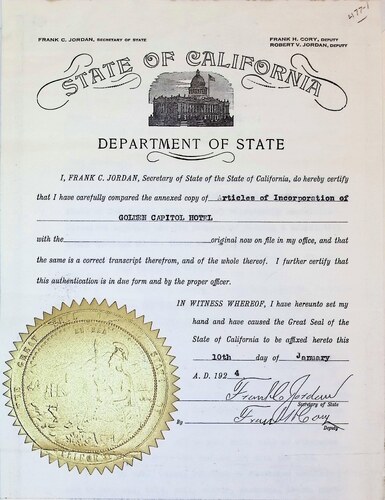 FRANK C. JORDAN, SECRETARY OF STATE
FRANK H. CORY, DEPUTY
ROBERT V. JORDAN, DEPUTY
STATE OF CALIFORNIA
DEPARTMENT OF STATE
I, FRANK C. JORDAN, Secretary of State of the State of California, do hereby certify
that I have carefully compared the annexed copy of Articles of Incorporation of
GOLDEN CAPITOL HOTEL
with the original now on file in my office, and that
the same is a correct transcript therefrom, and of the whole thereof. I further certify that
this authentication is in due form and by the proper officer.
IN WITNESS WHEREOF, I have hereunto set my
hand and have caused the Great Seal of the
State of California to be affixed hereto this
10th day of January
A. D. 1924
Frank C. Jordan
Secretary of State
By Frank H. Cory
Deputy
THE GREAT SEAL
CALIFORNIA